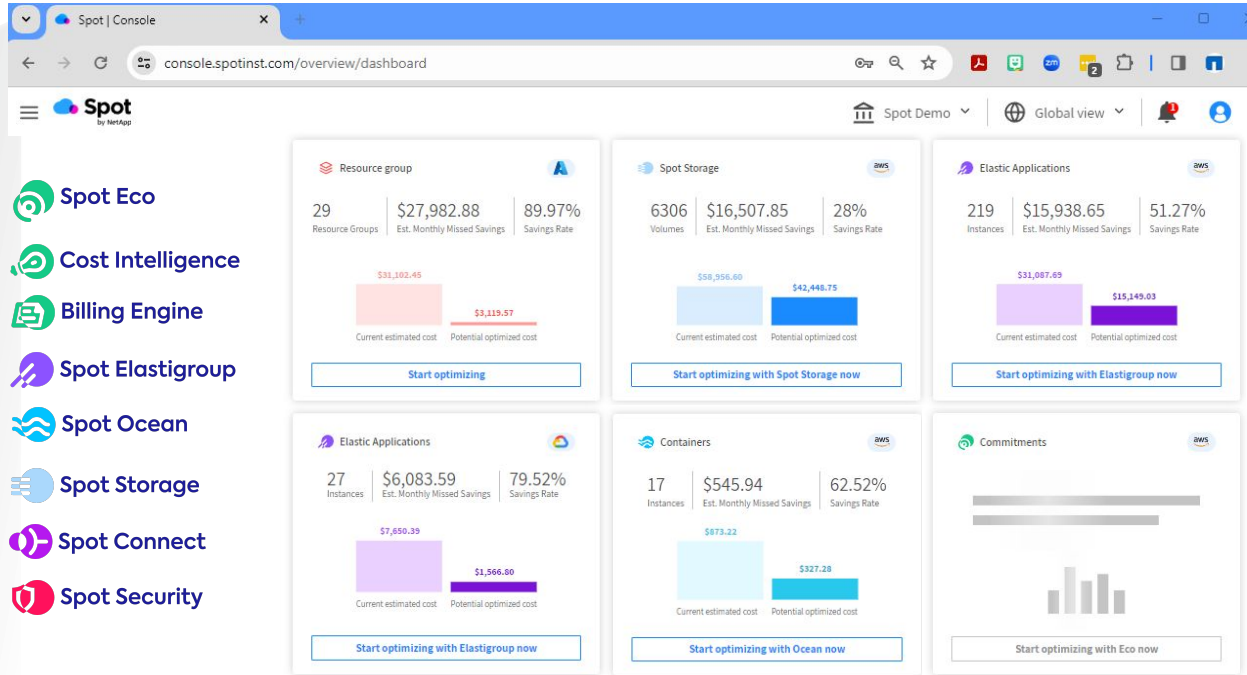 Spot | Console
console.spotinst.com/overview/dashboard
zm
2
Spot
by NetApp
Spot Demo
Global view
1
Spot Eco
Cost Intelligence
Billing Engine
Spot Elastigroup
Spot Ocean
Spot Storage
Spot Connect
Spot Security
Resource group
29 $27,982.88 89.97%
Resource Groups Est. Monthly Missed Savings Savings Rate
$31,102.45
$3,119.57
Current estimated cost Potential optimized cost
Start optimizing
Spot Storage aws
6306 $16,507.85 28%
Volumes Est. Monthly Missed Savings Savings Rate
$58,956.60
$42,448.75
Current estimated cost Potential optimized cost
Start optimizing with Spot Storage now
Elastic Applications aws
219 $15,938.65 51.27%
Instances Est. Monthly Missed Savings Savings Rate
$31,087.69
$15,149.03
Current estimated cost Potential optimized cost
Start optimizing with Elastigroup now
Elastic Applications
27 $6,083.59 79.52%
Instances Est. Monthly Missed Savings Savings Rate
$7,650.39
$1,566.80
Current estimated cost Potential optimized cost
Start optimizing with Elastigroup now
Containers aws
17 $545.94 62.52%
Instances Est. Monthly Missed Savings Savings Rate
$873.22
$327.28
Current estimated cost Potential optimized cost
Start optimizing with Ocean now
Commitments aws
Start optimizing with Eco now